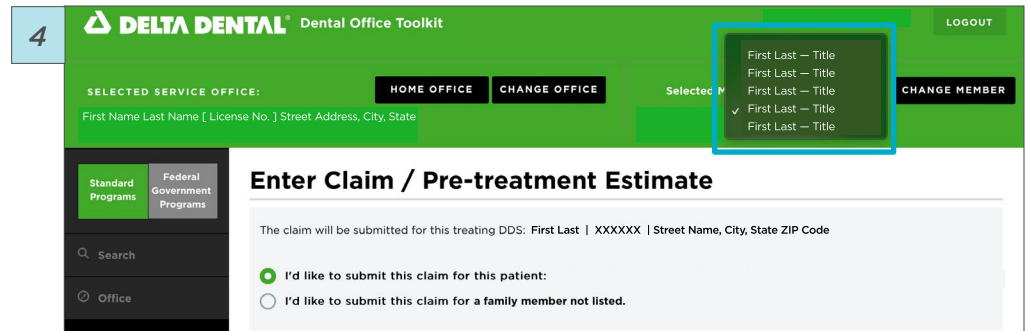 4
DELTA DENTAL® Dental Office Toolkit
LOGOUT
First Last — Title
First Last — Title
First Last — Title
✓ First Last — Title
First Last — Title
SELECTED SERVICE OFFICE:
HOME OFFICE
CHANGE OFFICE
Selected M
CHANGE MEMBER
First Name Last Name [ License No. ] Street Address, City, State
Standard Programs
Federal Government Programs
Enter Claim / Pre-treatment Estimate
The claim will be submitted for this treating DDS: First Last | XXXXXX | Street Name, City, State ZIP Code
Search
I'd like to submit this claim for this patient:
Office
I'd like to submit this claim for a family member not listed.